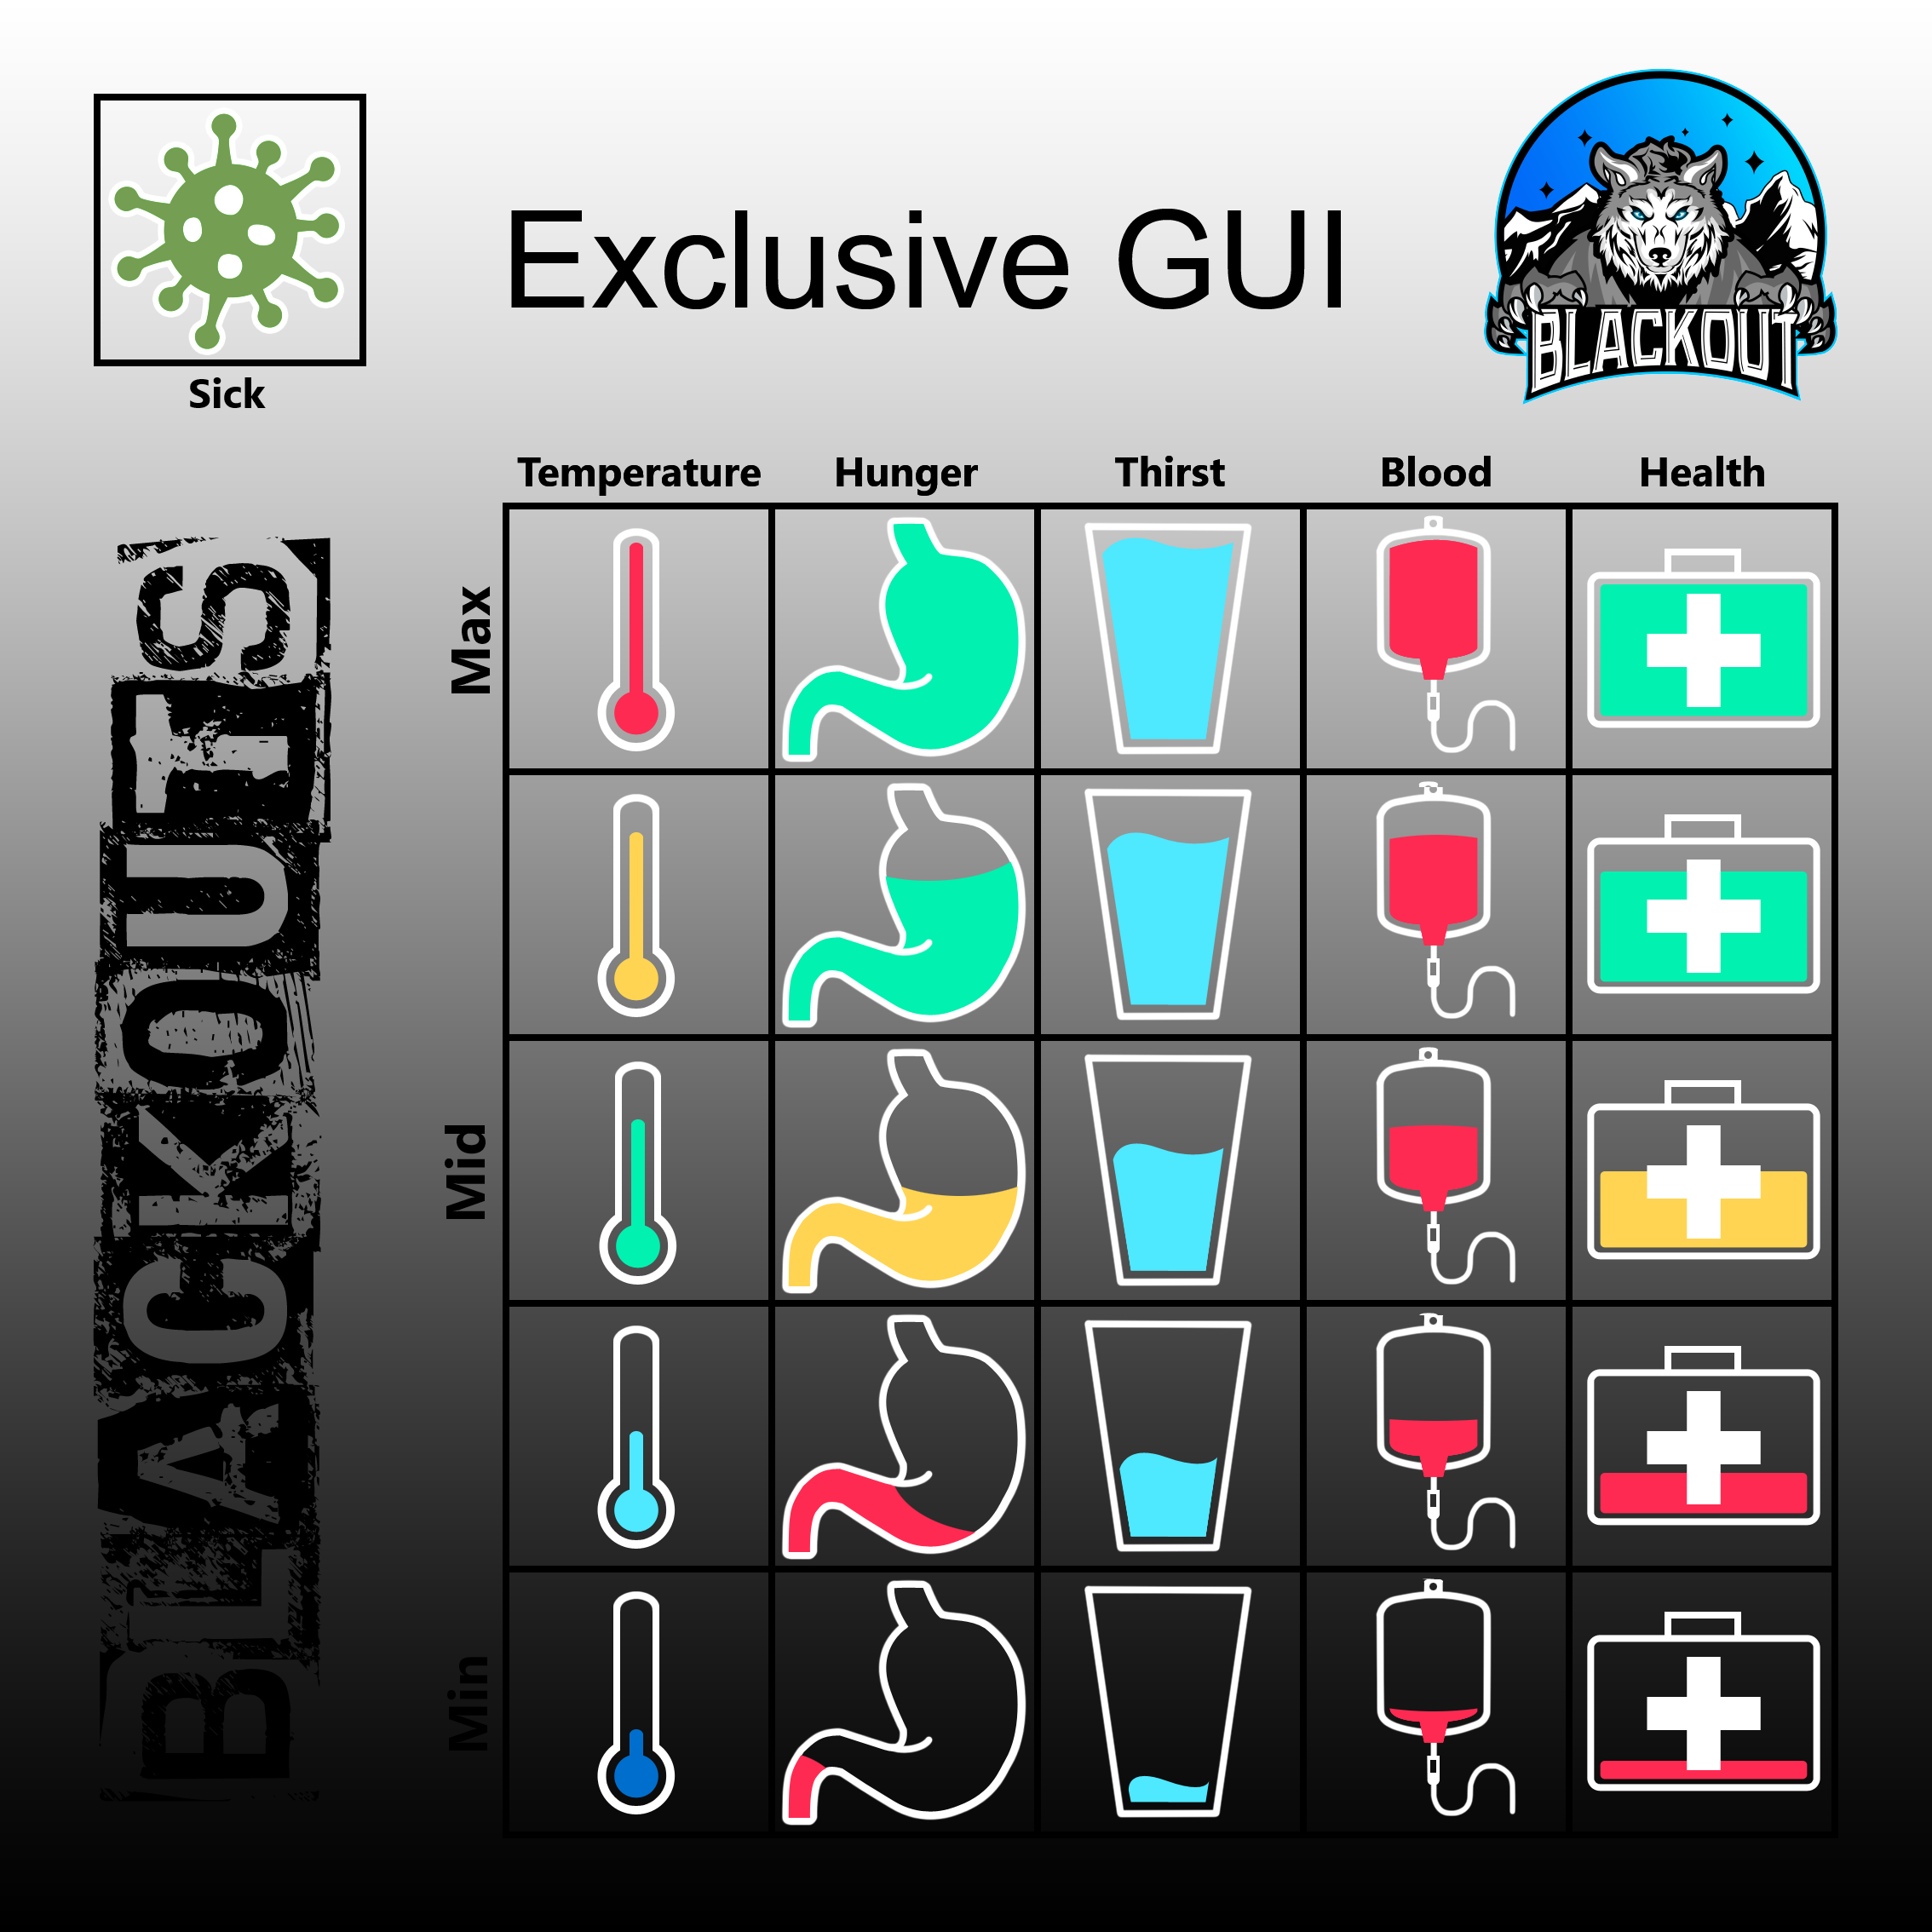 Exclusive GUI
BLACKOUT
Sick
Temperature Hunger Thirst Blood Health
Max
Mid
Min
BLACKOUTS